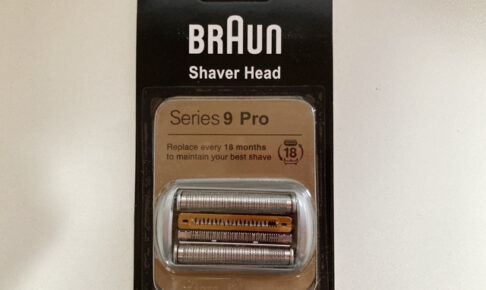 BRAUN
Shaver Head
Series 9 Pro
Replace every 18 months
to maintain your best shave
18